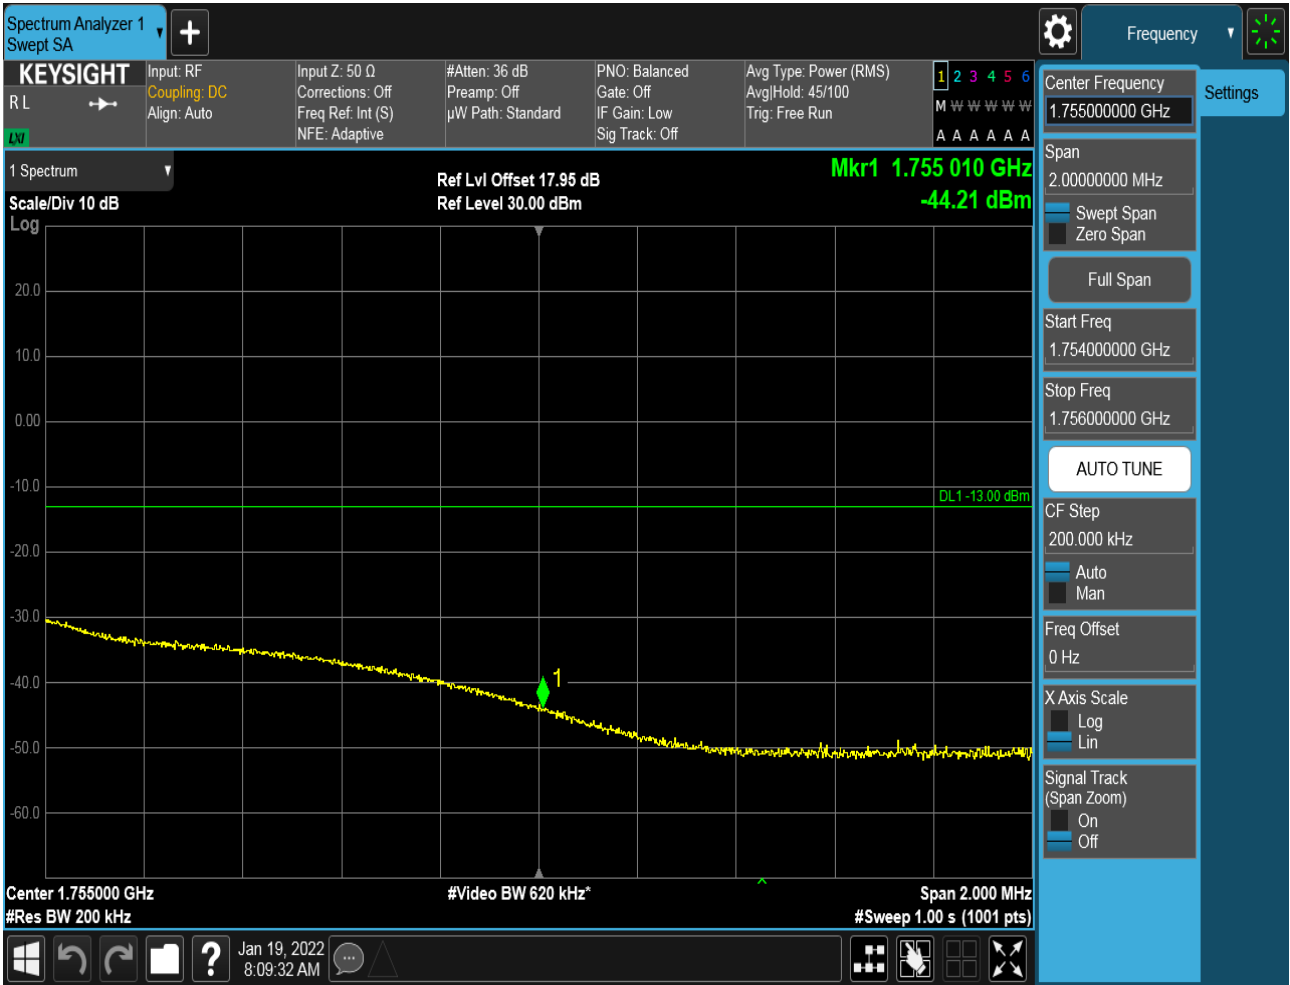 Spectrum Analyzer 1
Swept SA
Frequency
KEYSIGHT
R L
LXI
Input: RF
Coupling: DC
Align: Auto
Input Z: 50 Ω
Corrections: Off
Freq Ref: Int (S)
NFE: Adaptive
#Atten: 36 dB
Preamp: Off
µW Path: Standard
PNO: Balanced
Gate: Off
IF Gain: Low
Sig Track: Off
Avg Type: Power (RMS)
Avg|Hold: 45/100
Trig: Free Run
1 2 3 4 5 6
M W W W W W
A A A A A A
1 Spectrum
Scale/Div 10 dB
Log
Ref Lvl Offset 17.95 dB
Ref Level 30.00 dBm
Mkr1 1.755 010 GHz
-44.21 dBm
20.0
10.0
0.00
-10.0
DL1 -13.00 dBm
-20.0
-30.0
-40.0
1
-50.0
-60.0
Center 1.755000 GHz
#Res BW 200 kHz
#Video BW 620 kHz*
Span 2.000 MHz
#Sweep 1.00 s (1001 pts)
Center Frequency
1.755000000 GHz
Settings
Span
2.00000000 MHz
Swept Span
Zero Span
Full Span
Start Freq
1.754000000 GHz
Stop Freq
1.756000000 GHz
AUTO TUNE
CF Step
200.000 kHz
Auto
Man
Freq Offset
0 Hz
X Axis Scale
Log
Lin
Signal Track
(Span Zoom)
On
Off
?
Jan 19, 2022
8:09:32 AM